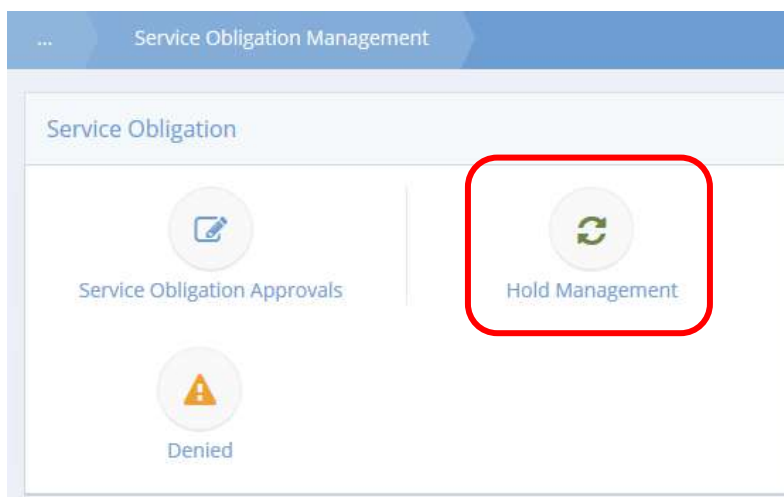 ... Service Obligation Management
Service Obligation
Service Obligation Approvals
Hold Management
Denied